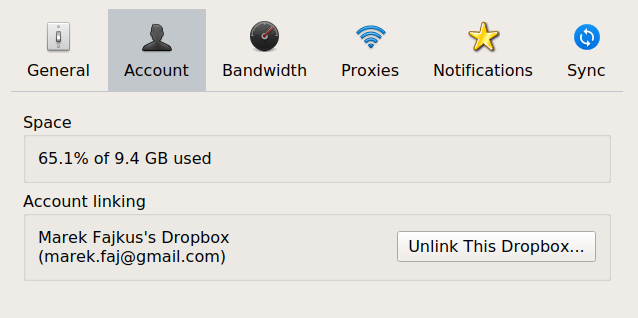 General Account Bandwidth Proxies Notifications Sync
Space
65.1% of 9.4 GB used
Account linking
Marek Fajkus's Dropbox
(marek.faj@gmail.com)
Unlink This Dropbox...